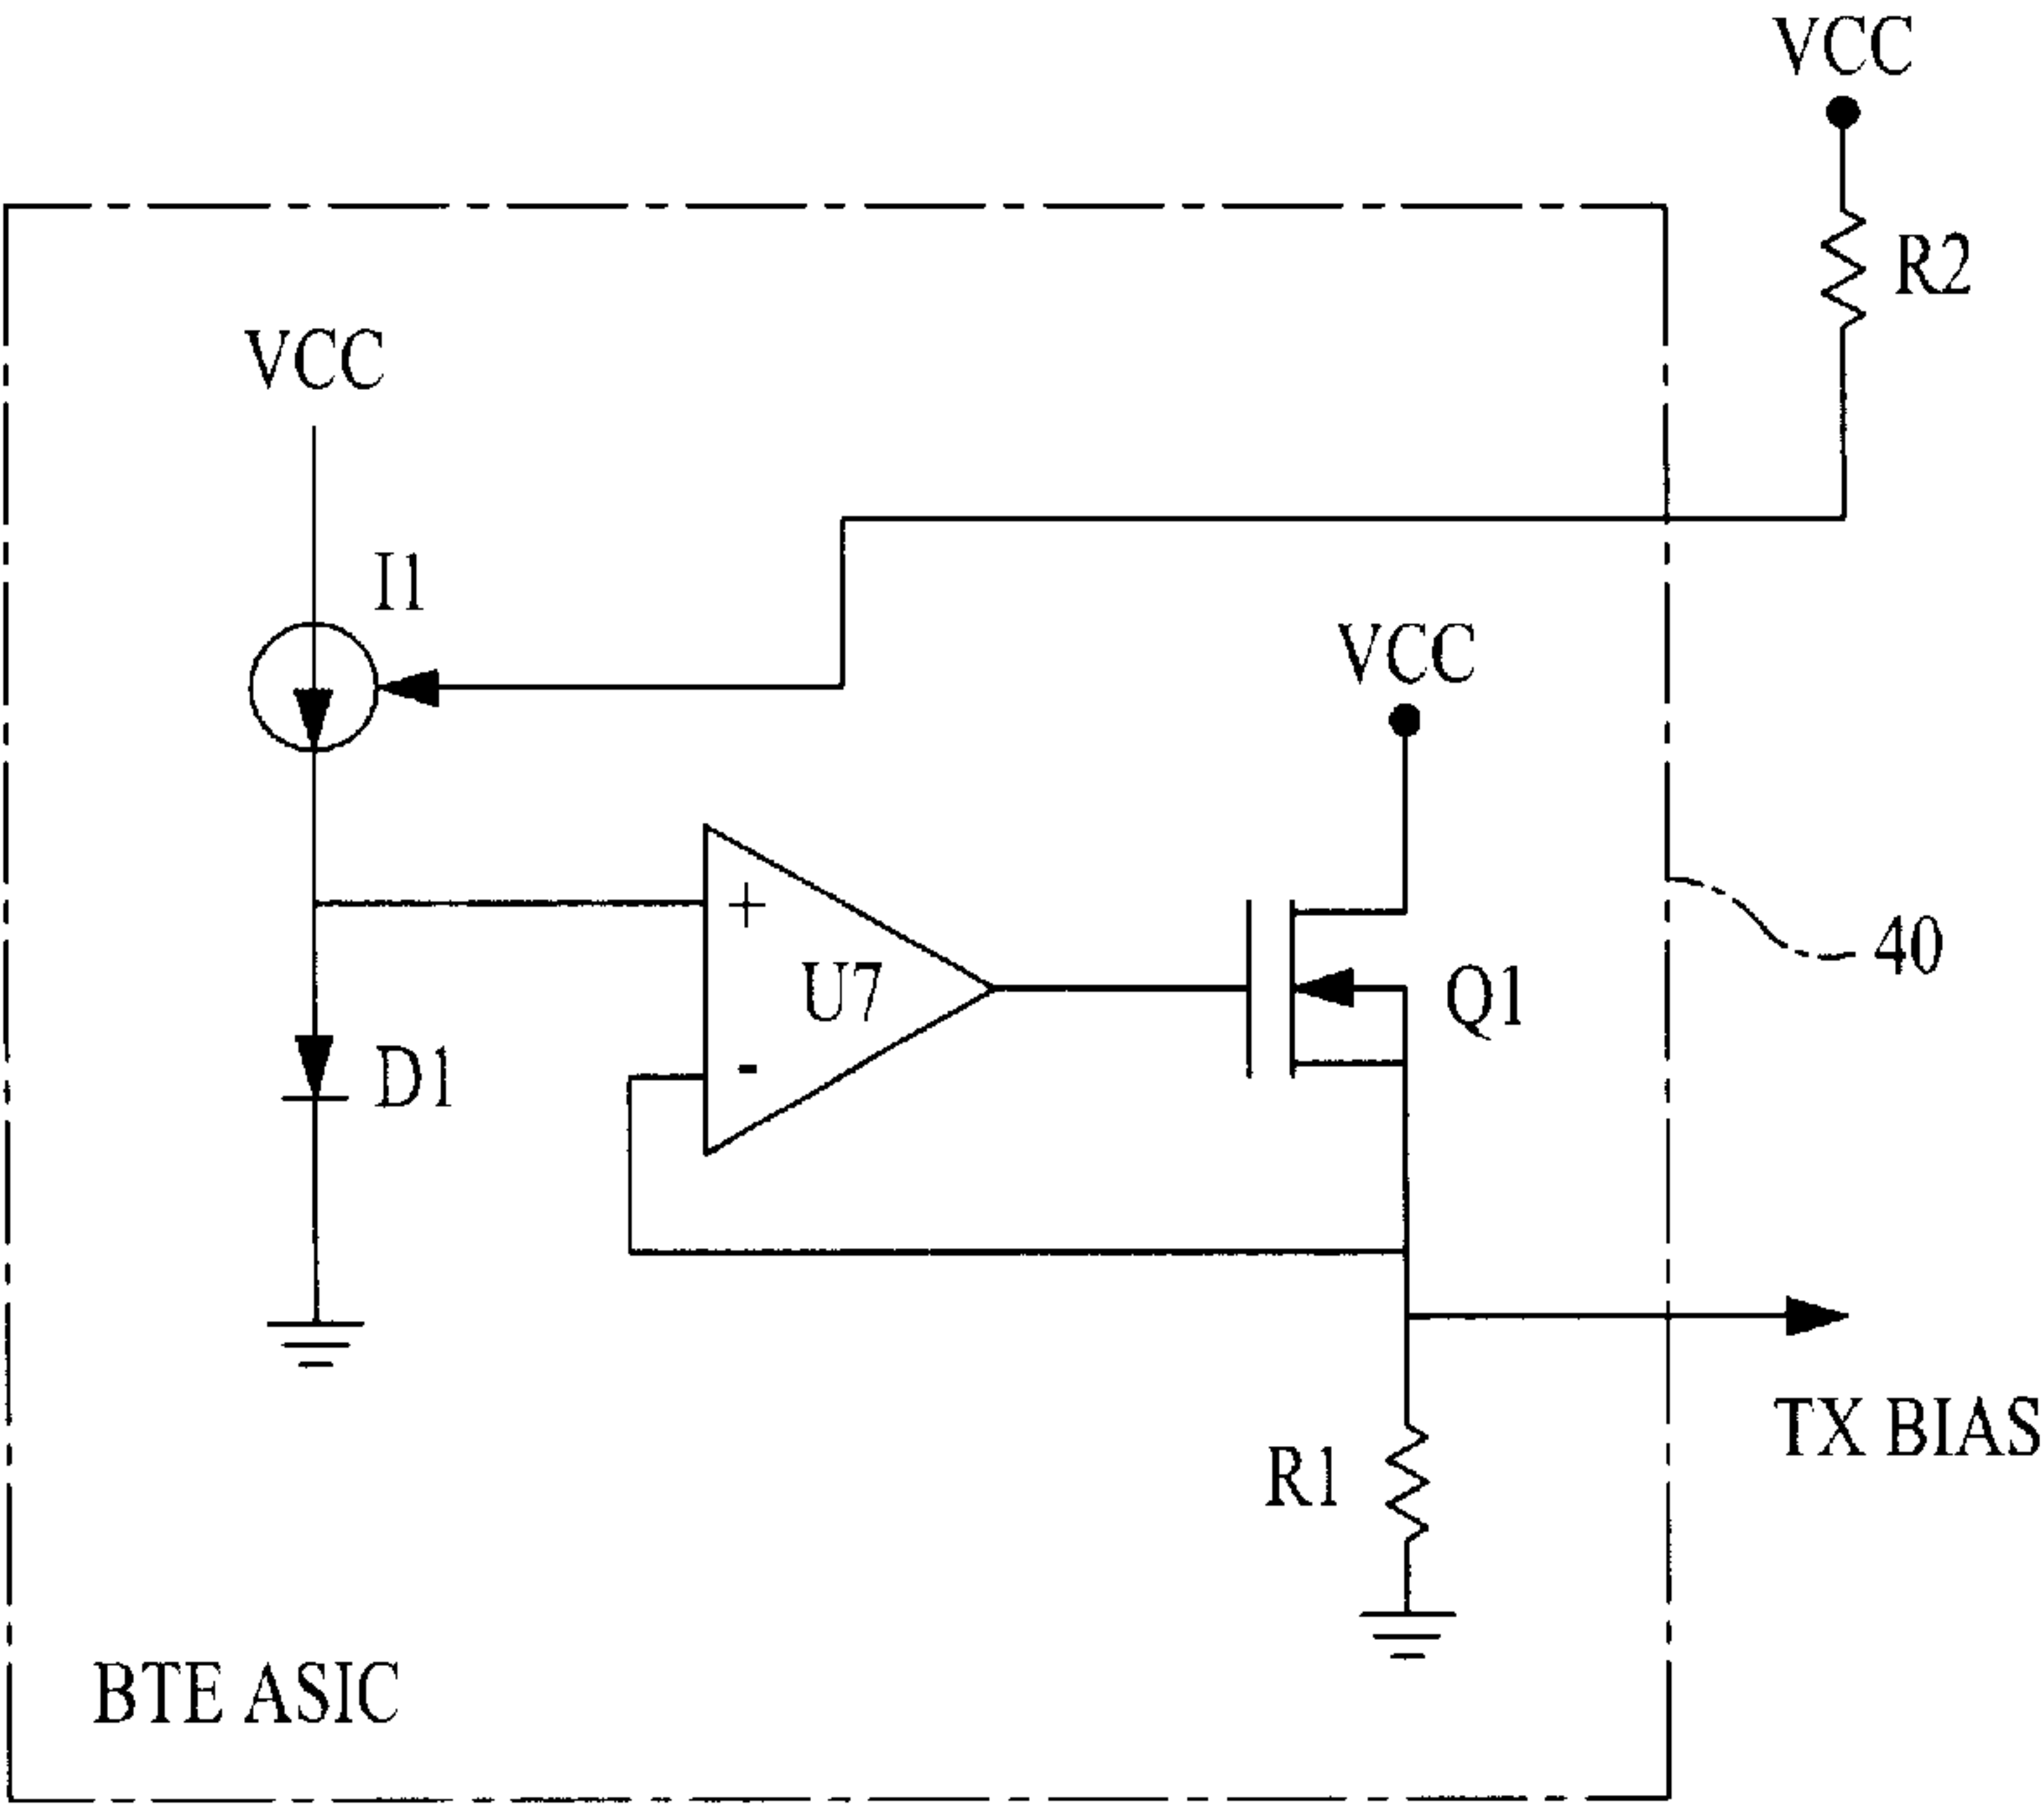 VCC
R2
VCC
I1
VCC
+
U7
Q1
40
-
D1
TX BIAS
R1
BTE ASIC